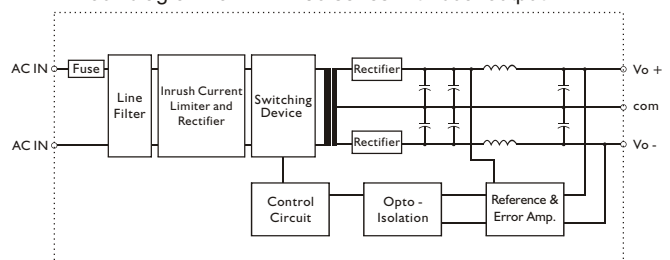 AC IN
Fuse
Line
Filter
Inrush Current
Limiter and
Rectifier
Switching
Device
Rectifier
Vo +
com
AC IN
Rectifier
Vo -
Control
Circuit
Opto -
Isolation
Reference &
Error Amp.